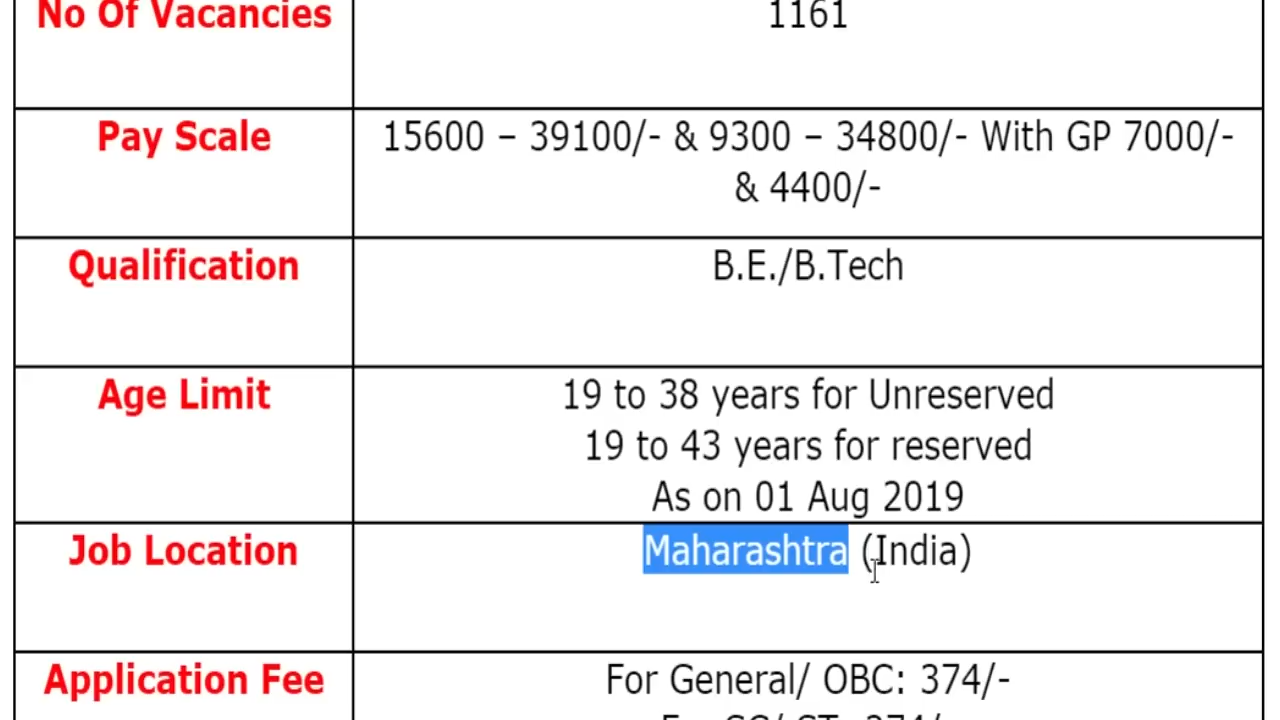 No Of Vacancies
1161
Pay Scale
15600 – 39100/- & 9300 – 34800/- With GP 7000/-
& 4400/-
Qualification
B.E./B.Tech
Age Limit
19 to 38 years for Unreserved
19 to 43 years for reserved
As on 01 Aug 2019
Job Location
Maharashtra (India)
Application Fee
For General/ OBC: 374/-